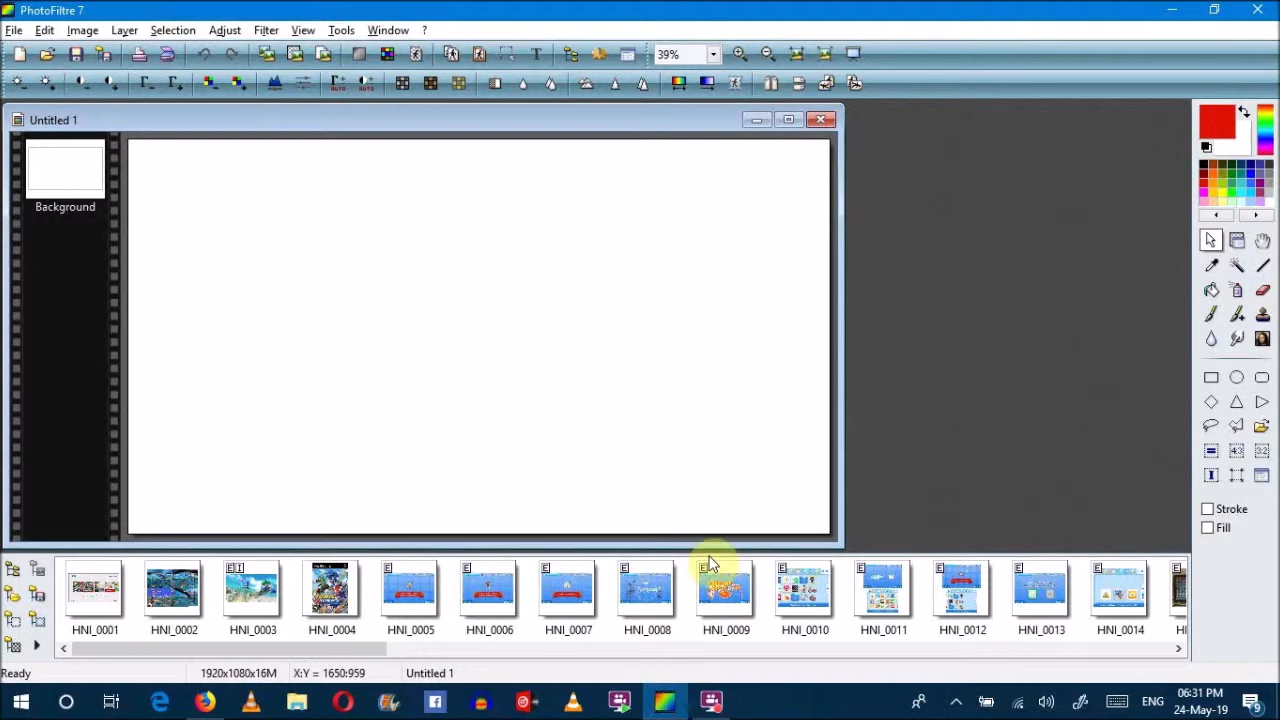 PhotoFiltre 7
File Edit Image Layer Selection Adjust Filter View Tools Window ?
39%
Untitled 1
Background
Stroke
Fill
HNI_0001 HNI_0002 HNI_0003 HNI_0004 HNI_0005 HNI_0006 HNI_0007 HNI_0008 HNI_0009 HNI_0010 HNI_0011 HNI_0012 HNI_0013 HNI_0014
Ready 1920x1080x16M X:Y = 1650:959 Untitled 1
ENG
06:31 PM
24-May-19